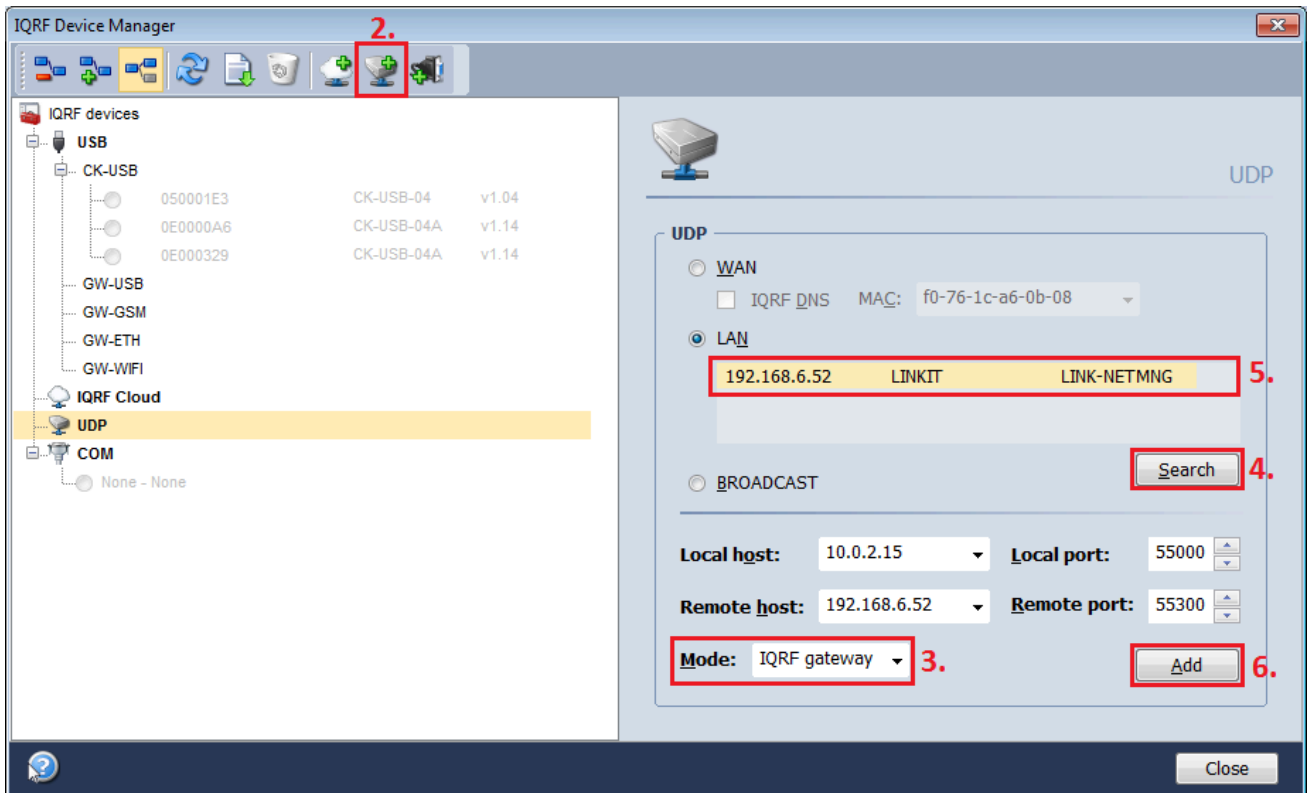 IQRF Device Manager
2.
IQRF devices
USB
CK-USB
050001E3 CK-USB-04 v1.04
0E0000A6 CK-USB-04A v1.14
0E000329 CK-USB-04A v1.14
GW-USB
GW-GSM
GW-ETH
GW-WIFI
IQRF Cloud
UDP
COM
None - None
UDP
UDP
WAN
IQRF DNS MAC: f0-76-1c-a6-0b-08
LAN
192.168.6.52 LINKIT LINK-NETMNG 5.
Search 4.
BROADCAST
Local host: 10.0.2.15 Local port: 55000
Remote host: 192.168.6.52 Remote port: 55300
Mode: IQRF gateway 3. Add 6.
Close